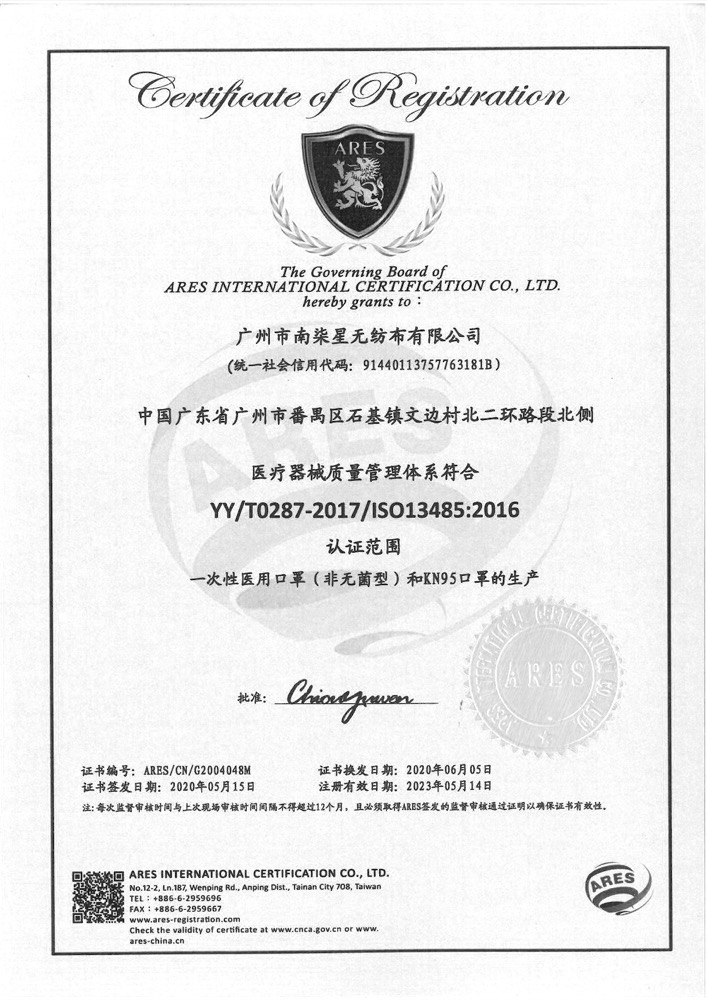 Certificate of Registration
ARES
The Governing Board of
ARES INTERNATIONAL CERTIFICATION CO., LTD.
hereby grants to：
广州市南柒星无纺布有限公司
(统一社会信用代码：91440113757763181B)
中国广东省广州市番禺区石基镇文边村北二环路段北侧
医疗器械质量管理体系符合
YY/T0287-2017/ISO13485:2016
认证范围
一次性医用口罩（非无菌型）和KN95口罩的生产
ARES
批准：
证书编号：ARES/CN/G2004048M
证书换发日期：2020年06月05日
证书签发日期：2020年05月15日
注册有效日期：2023年05月14日
注:每次监督审核时间与上次现场审核时间间隔不得超过12个月，且必须取得ARES签发的监督审核通过证明以确保证书有效性。
ARES INTERNATIONAL CERTIFICATION CO., LTD.
No.12-2, Ln.187, Wenping Rd., Anping Dist., Tainan City 708, Taiwan
TEL：+886-6-2959696
FAX：+886-6-2959667
www.ares-registration.com
Check the validity of certificate at www.cnca.gov.cn or www.
ares-china.cn
ARES